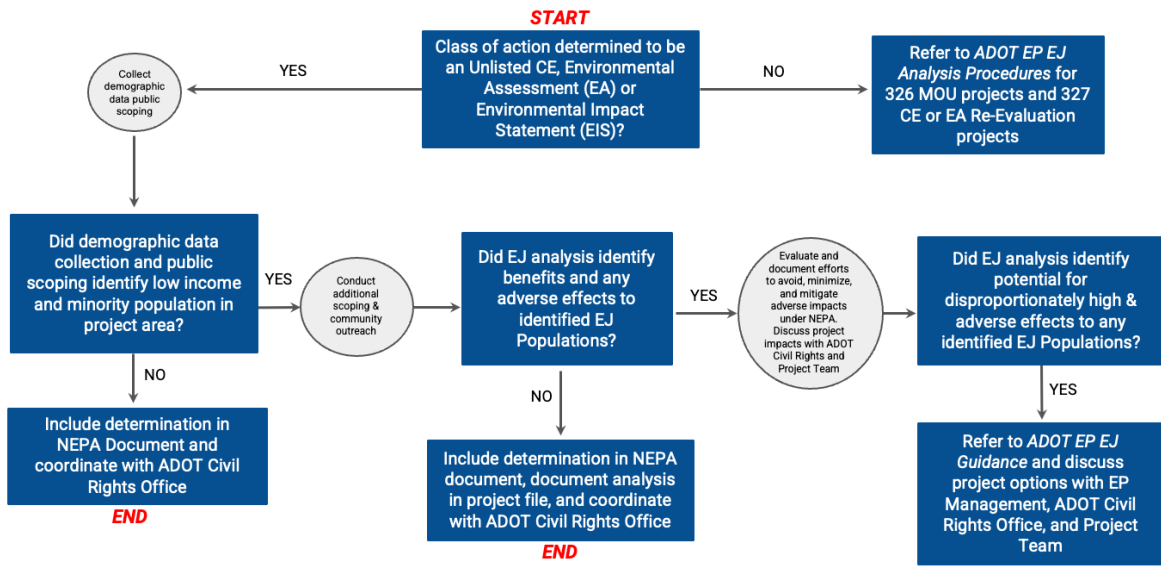 START
Class of action determined to be
an Unlisted CE, Environmental
Assessment (EA) or
Environmental Impact
Statement (EIS)?
YES
NO
Refer to ADOT EP EJ
Analysis Procedures for
326 MOU projects and 327
CE or EA Re-Evaluation
projects
Collect
demographic
data public
scoping
Did demographic data
collection and public
scoping identify low income
and minority population in
project area?
YES
Conduct
additional
scoping &
community
outreach
Did EJ analysis identify
benefits and any
adverse effects to
identified EJ
Populations?
YES
Evaluate and
document efforts
to avoid, minimize,
and mitigate
adverse impacts
under NEPA.
Discuss project
impacts with ADOT
Civil Rights and
Project Team
Did EJ analysis identify
potential for
disproportionately high &
adverse effects to any
identified EJ Populations?
NO
NO
YES
Include determination in
NEPA Document and
coordinate with ADOT Civil
Rights Office
END
Include determination in NEPA
document, document analysis
in project file, and coordinate
with ADOT Civil Rights Office
END
Refer to ADOT EP EJ
Guidance and discuss
project options with EP
Management, ADOT Civil
Rights Office, and Project
Team